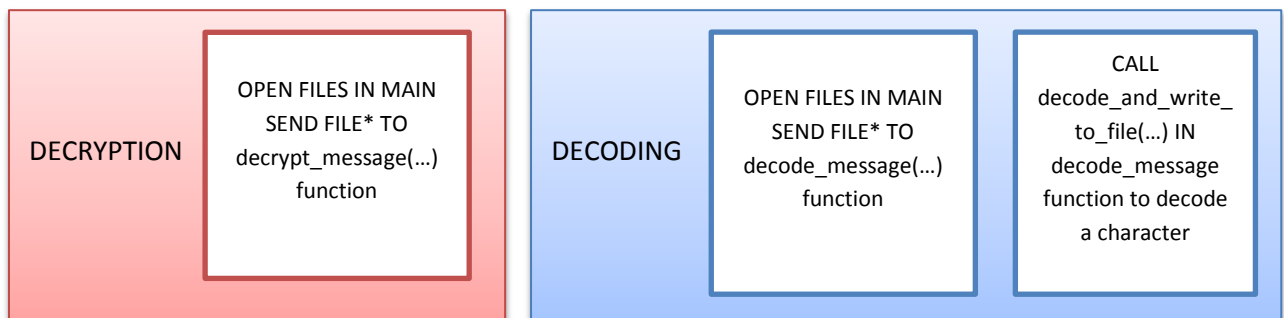 DECRYPTION
OPEN FILES IN MAIN
SEND FILE* TO
decrypt_message(…)
function
DECODING
OPEN FILES IN MAIN
SEND FILE* TO
decode_message(…)
function
CALL
decode_and_write_
to_file(…) IN
decode_message
function to decode
a character